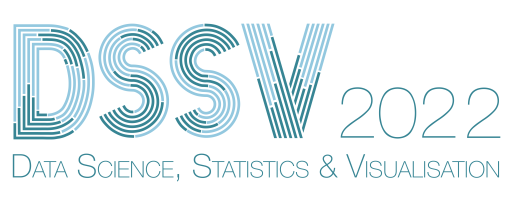 DSSV 2022
DATA SCIENCE, STATISTICS & VISUALISATION